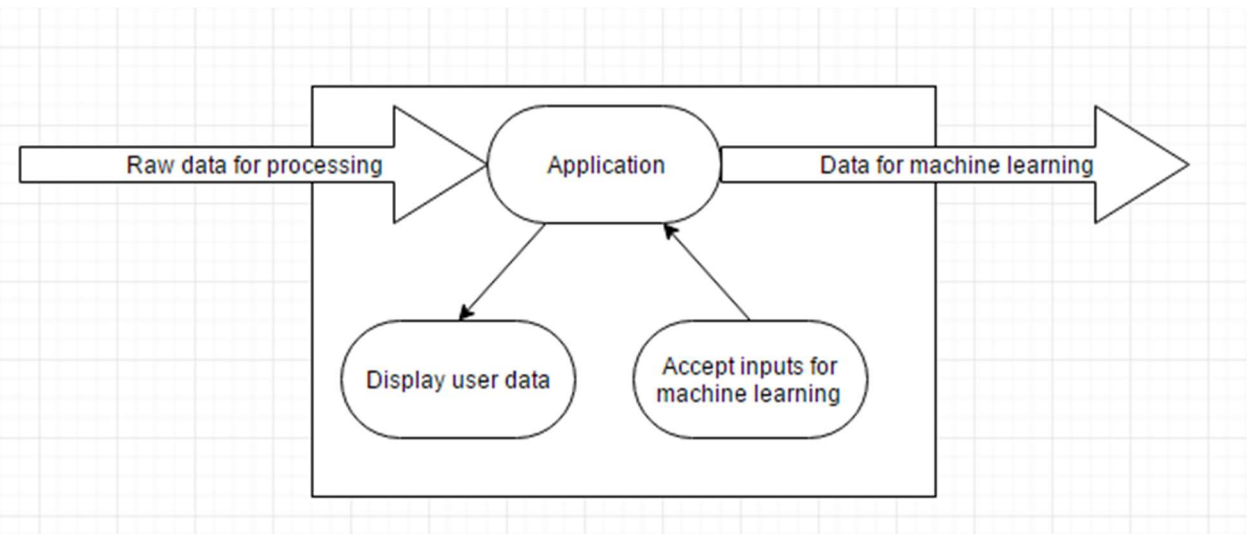 Raw data for processing
Application
Data for machine learning
Display user data
Accept inputs for
machine learning